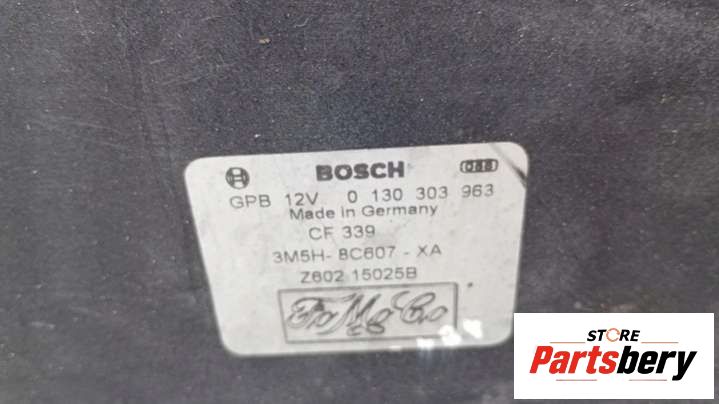 BOSCH
GPB 12V 0 130 303 963
Made in Germany
CF 339
3M5H- 8C607 - XA
Z602 15025B
FoMoCo
STORE
Partsbery